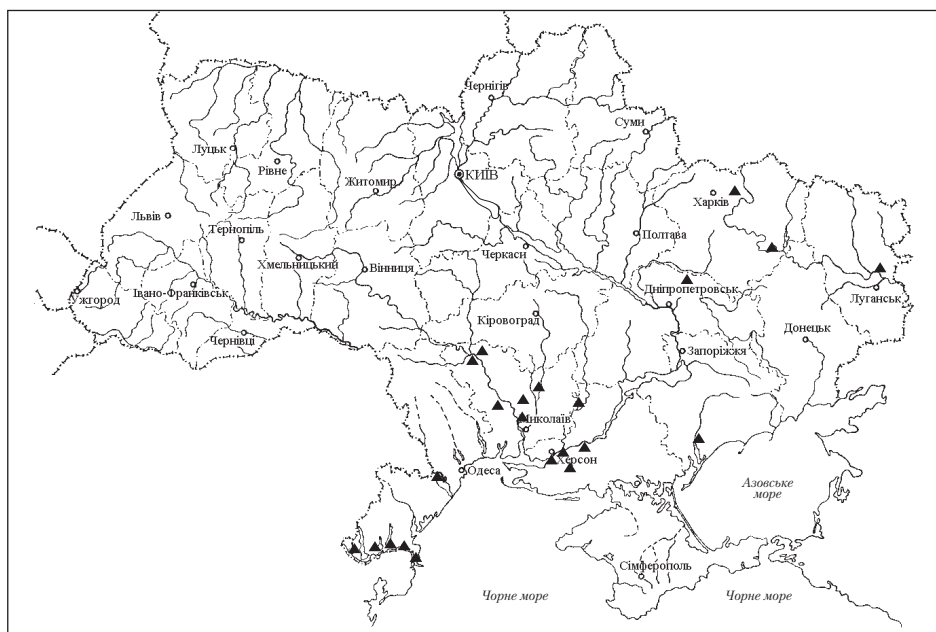 Чернігів
Суми
Луцьк
Рівне
Житомир
КИЇВ
Харків
Львів
Тернопіль
Полтава
Черкаси
Хмельницький
Вінниця
Ужгород
Івано-Франківськ
Дніпропетровськ
Луганськ
Кіровоград
Донецьк
Чернівці
Запоріжжя
Миколаїв
Херсон
Одеса
Азовське
море
Сімферополь
Чорне море
Чорне море